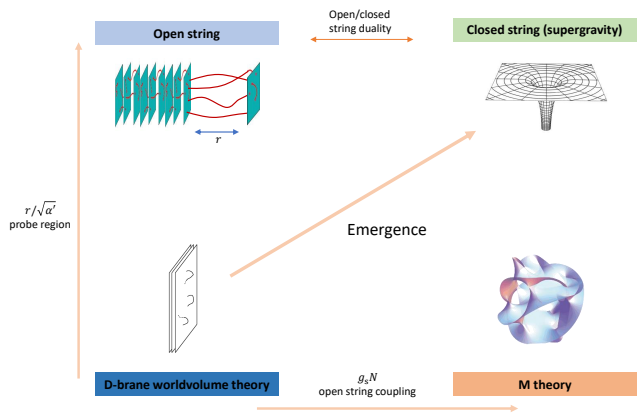 Open string
Open/closed
string duality
Closed string (supergravity)
r
r/√α′
probe region
Emergence
D-brane worldvolume theory
g_s N
open string coupling
M theory